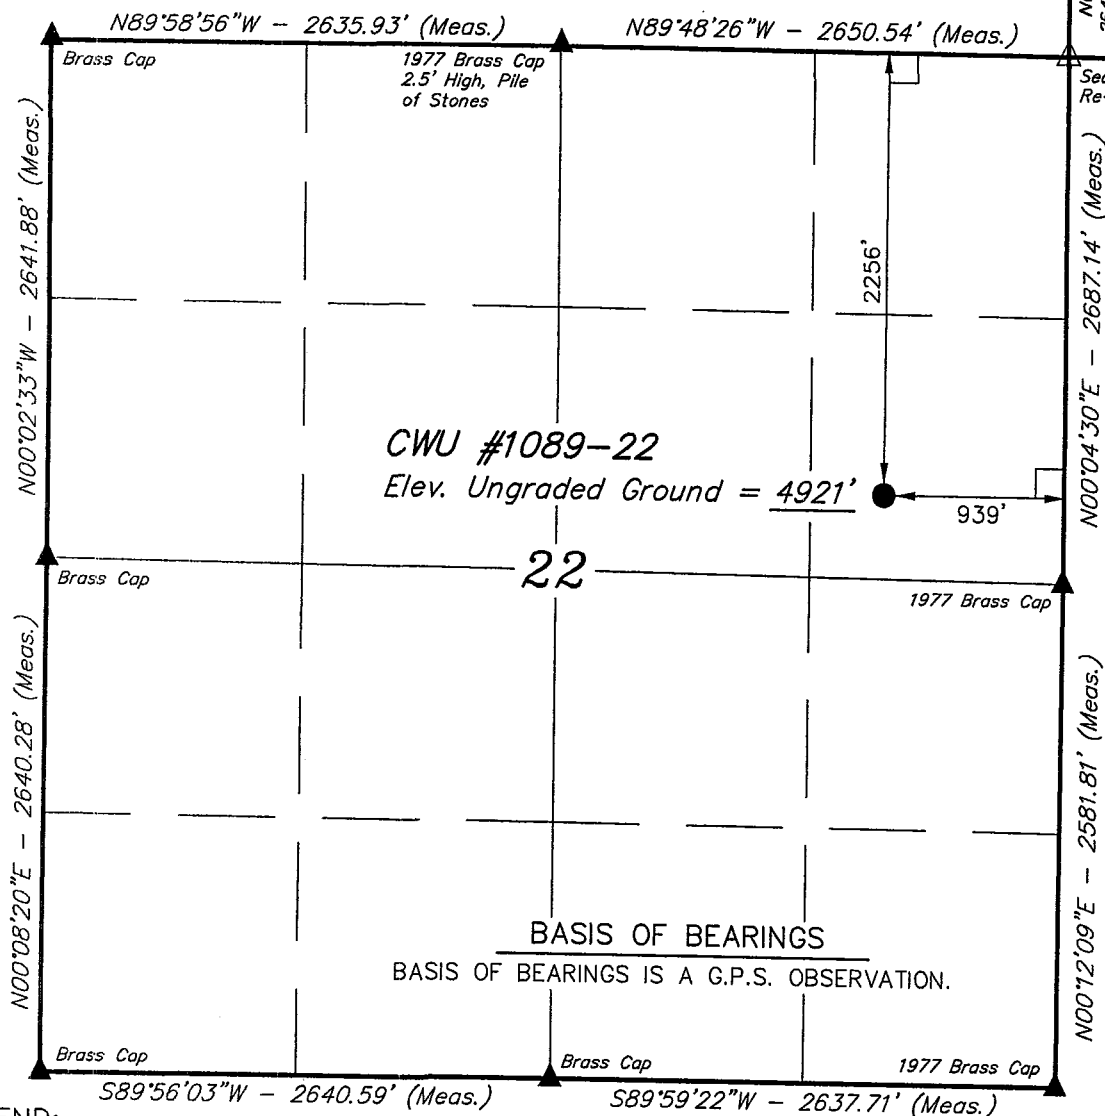 N89°58'56"W - 2635.93' (Meas.)
N89°48'26"W - 2650.54' (Meas.)
Brass Cap
1977 Brass Cap
2.5' High, Pile
of Stones
N00°02'33"W - 2641.88' (Meas.)
N00°04'30"E - 2687.14' (Meas.)
2256'
CWU #1089-22
Elev. Ungraded Ground = 4921'
939'
22
Brass Cap
1977 Brass Cap
N00°08'20"E - 2640.28' (Meas.)
N00°12'09"E - 2581.81' (Meas.)
BASIS OF BEARINGS
BASIS OF BEARINGS IS A G.P.S. OBSERVATION.
Brass Cap
Brass Cap
1977 Brass Cap
S89°56'03"W - 2640.59' (Meas.)
S89°59'22"W - 2637.71' (Meas.)